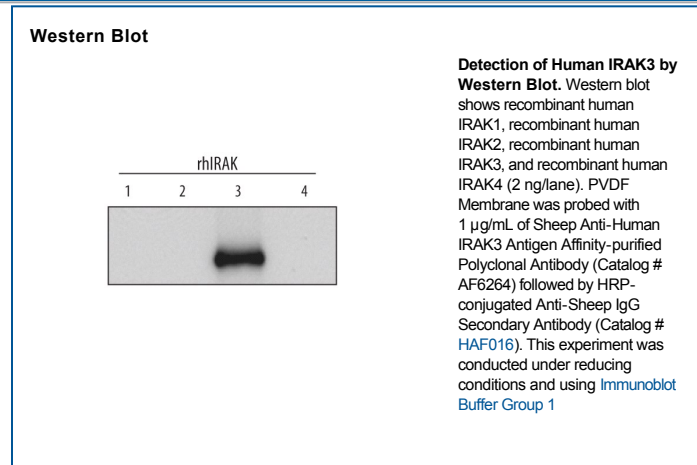 Western Blot
rhIRAK
1 2 3 4
Detection of Human IRAK3 by
Western Blot. Western blot
shows recombinant human
IRAK1, recombinant human
IRAK2, recombinant human
IRAK3, and recombinant human
IRAK4 (2 ng/lane). PVDF
Membrane was probed with
1 µg/mL of Sheep Anti-Human
IRAK3 Antigen Affinity-purified
Polyclonal Antibody (Catalog #
AF6264) followed by HRP-
conjugated Anti-Sheep IgG
Secondary Antibody (Catalog #
HAF016). This experiment was
conducted under reducing
conditions and using Immunoblot
Buffer Group 1